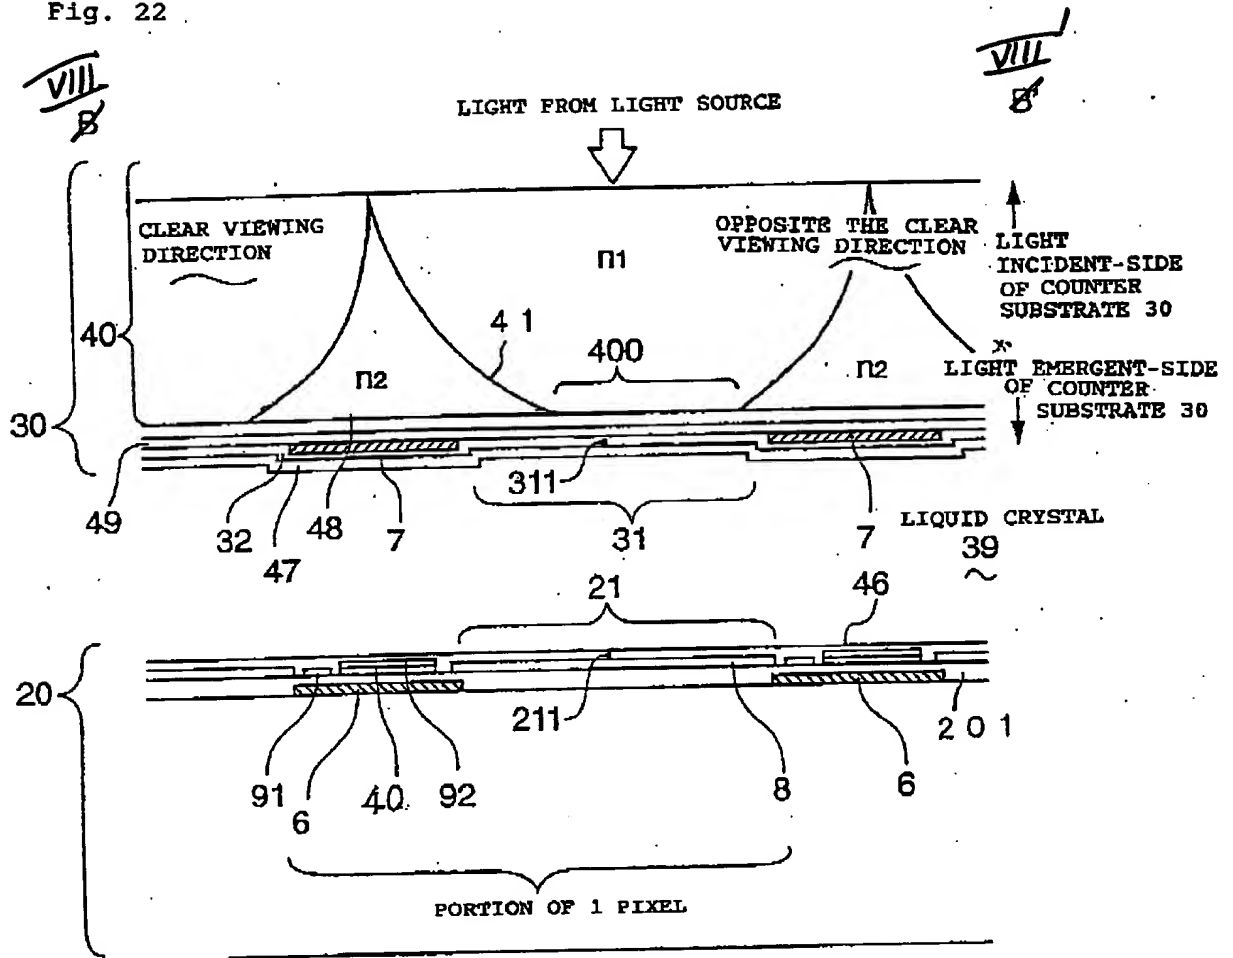 Fig. 22
VIII
B
VIII'
B'
LIGHT FROM LIGHT SOURCE
CLEAR VIEWING
DIRECTION
OPPOSITE THE CLEAR
VIEWING DIRECTION
LIGHT
INCIDENT-SIDE
OF COUNTER
SUBSTRATE 30
n1
41
400
40
n2
n2
LIGHT EMERGENT-SIDE
OF COUNTER
SUBSTRATE 30
30
49
32
47
48
7
311
31
7
LIQUID CRYSTAL
39
21
46
20
91
6
40
92
211
8
6
201
PORTION OF 1 PIXEL